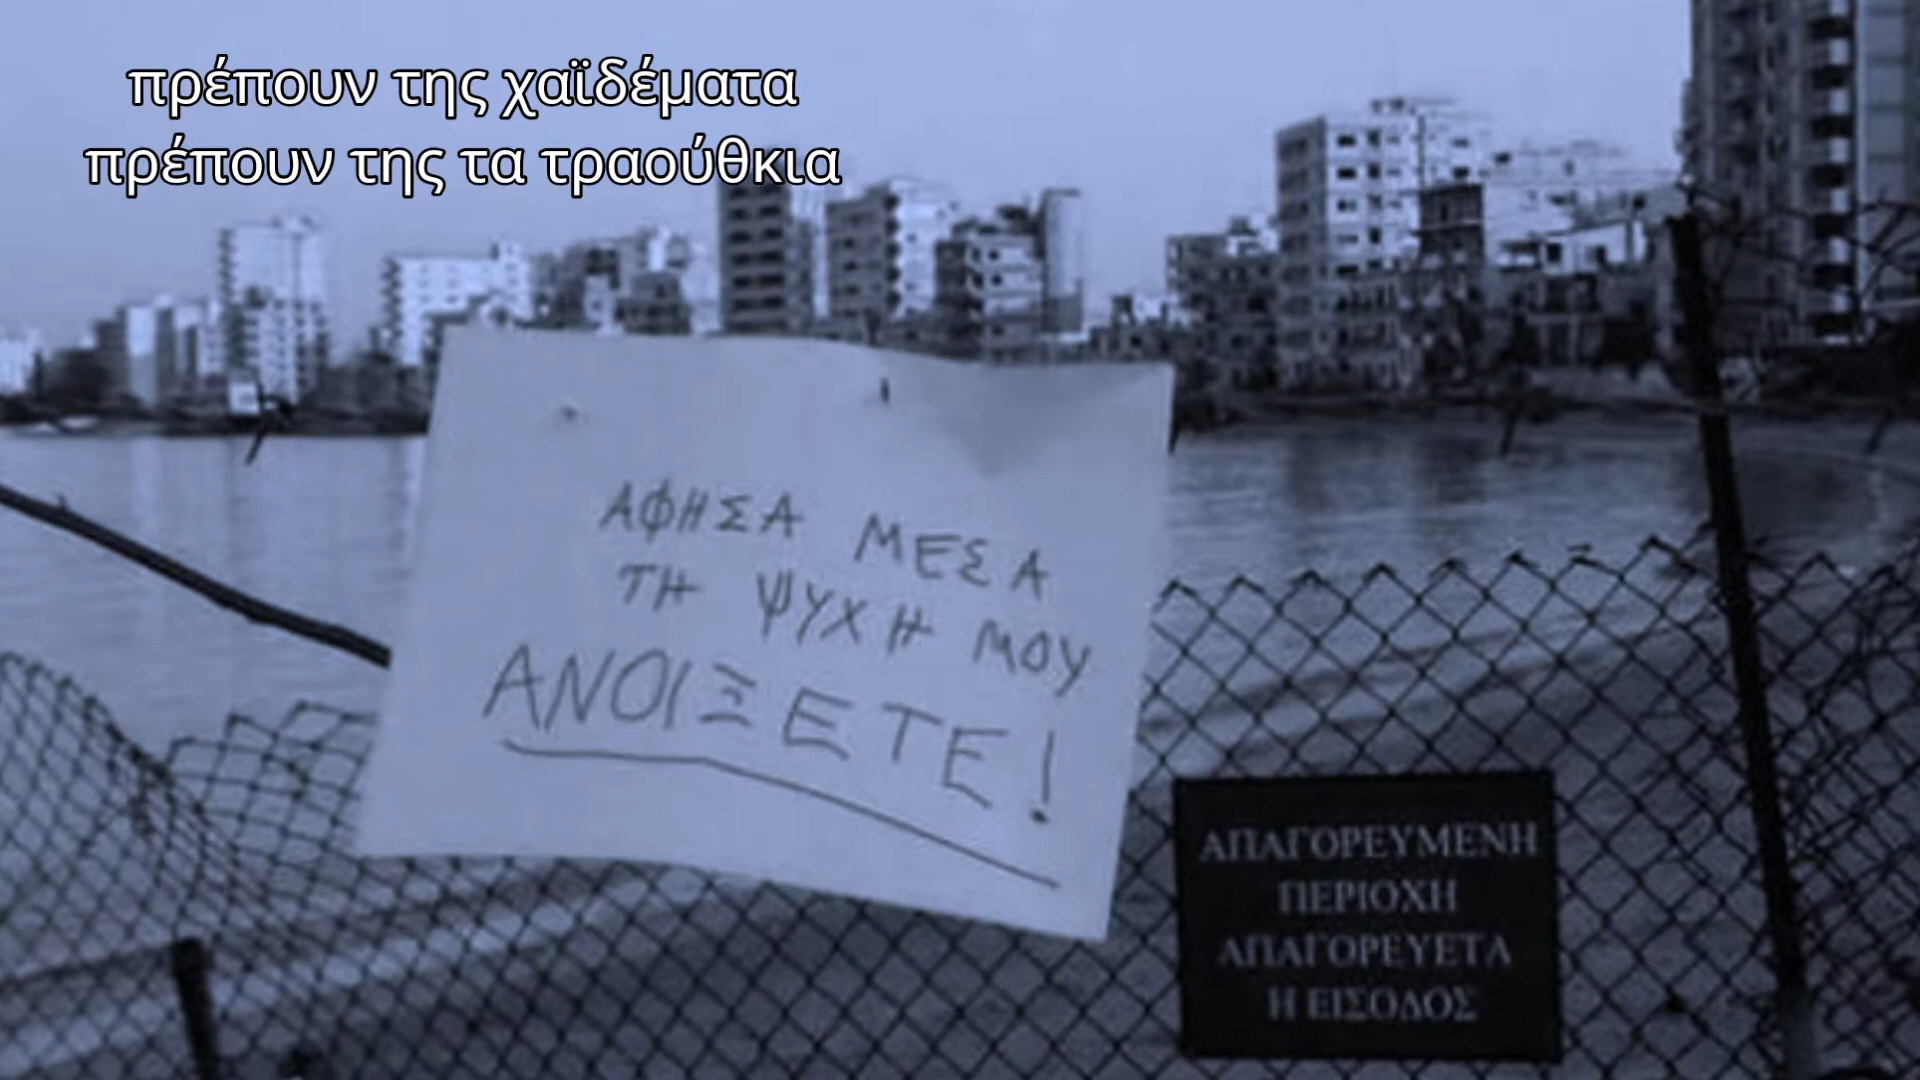 πρέπουν της χαϊδέματα
πρέπουν της τα τραούθκια
ΑΦΗΣΑ ΜΕΣΑ
ΤΗ ΨΥΧΗ ΜΟΥ
ΑΝΟΙΞΕΤΕ!
ΑΠΑΓΟΡΕΥΜΕΝΗ
ΠΕΡΙΟΧΗ
ΑΠΑΓΟΡΕΥΕΤΑ
Η ΕΙΣΟΔΟΣ